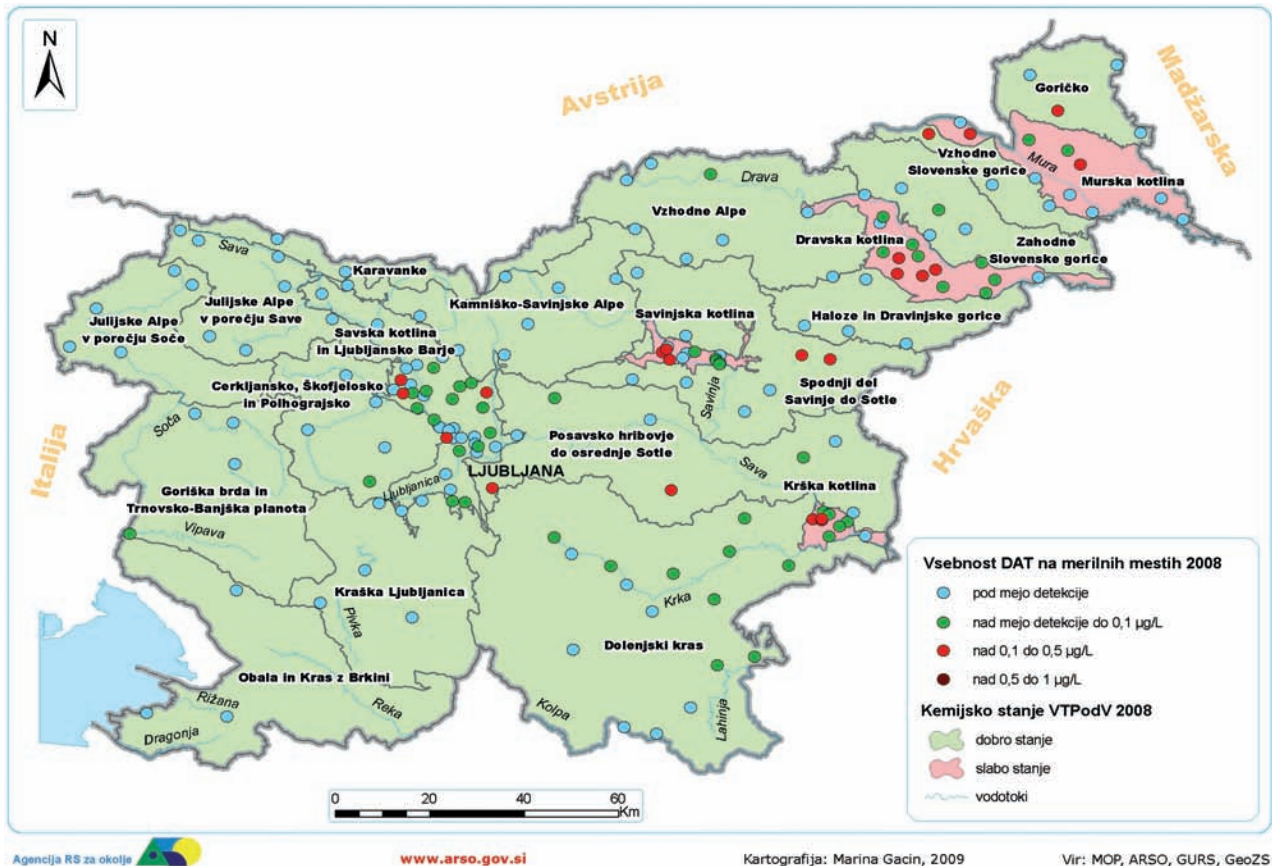 N
Avstrija
Madžarska
Goričko
Vzhodne
Slovenske gorice
Mura
Murska kotlina
Drava
Vzhodne Alpe
Dravska kotlina
Zahodne
Slovenske gorice
Sava
Karavanke
Kamniško-Savinjske Alpe
Julijske Alpe
v porečju Save
Savinjska kotlina
Haloze in Dravinjske gorice
Julijske Alpe
v porečju Soče
Savska kotlina
in Ljubljansko Barje
Cerkljansko, Škofjelosko
in Polhograjsko
Savinja
Spodnji del
Savinje do Sotle
Soča
Italija
Hrvaška
Posavsko hribovje
do osrednje Sotle
Sava
LJUBLJANA
Ljubljanica
Krška kotlina
Goriška brda in
Trnovsko-Banjška planota
Vipava
Kraška Ljubljanica
Pivka
Krka
Dolenjski kras
Obala in Kras z Brkini
Rižana
Reka
Kolpa
Lahinja
Dragonja
Vsebnost DAT na merilnih mestih 2008
pod mejo detekcije
nad mejo detekcije do 0,1 µg/L
nad 0,1 do 0,5 µg/L
nad 0,5 do 1 µg/L
Kemijsko stanje VTPodV 2008
dobro stanje
slabo stanje
vodotoki
0 20 40 60
Km
Agencija RS za okolje
www.arso.gov.si
Kartografija: Marina Gacin, 2009
Vir: MOP, ARSO, GURS, GeoZS